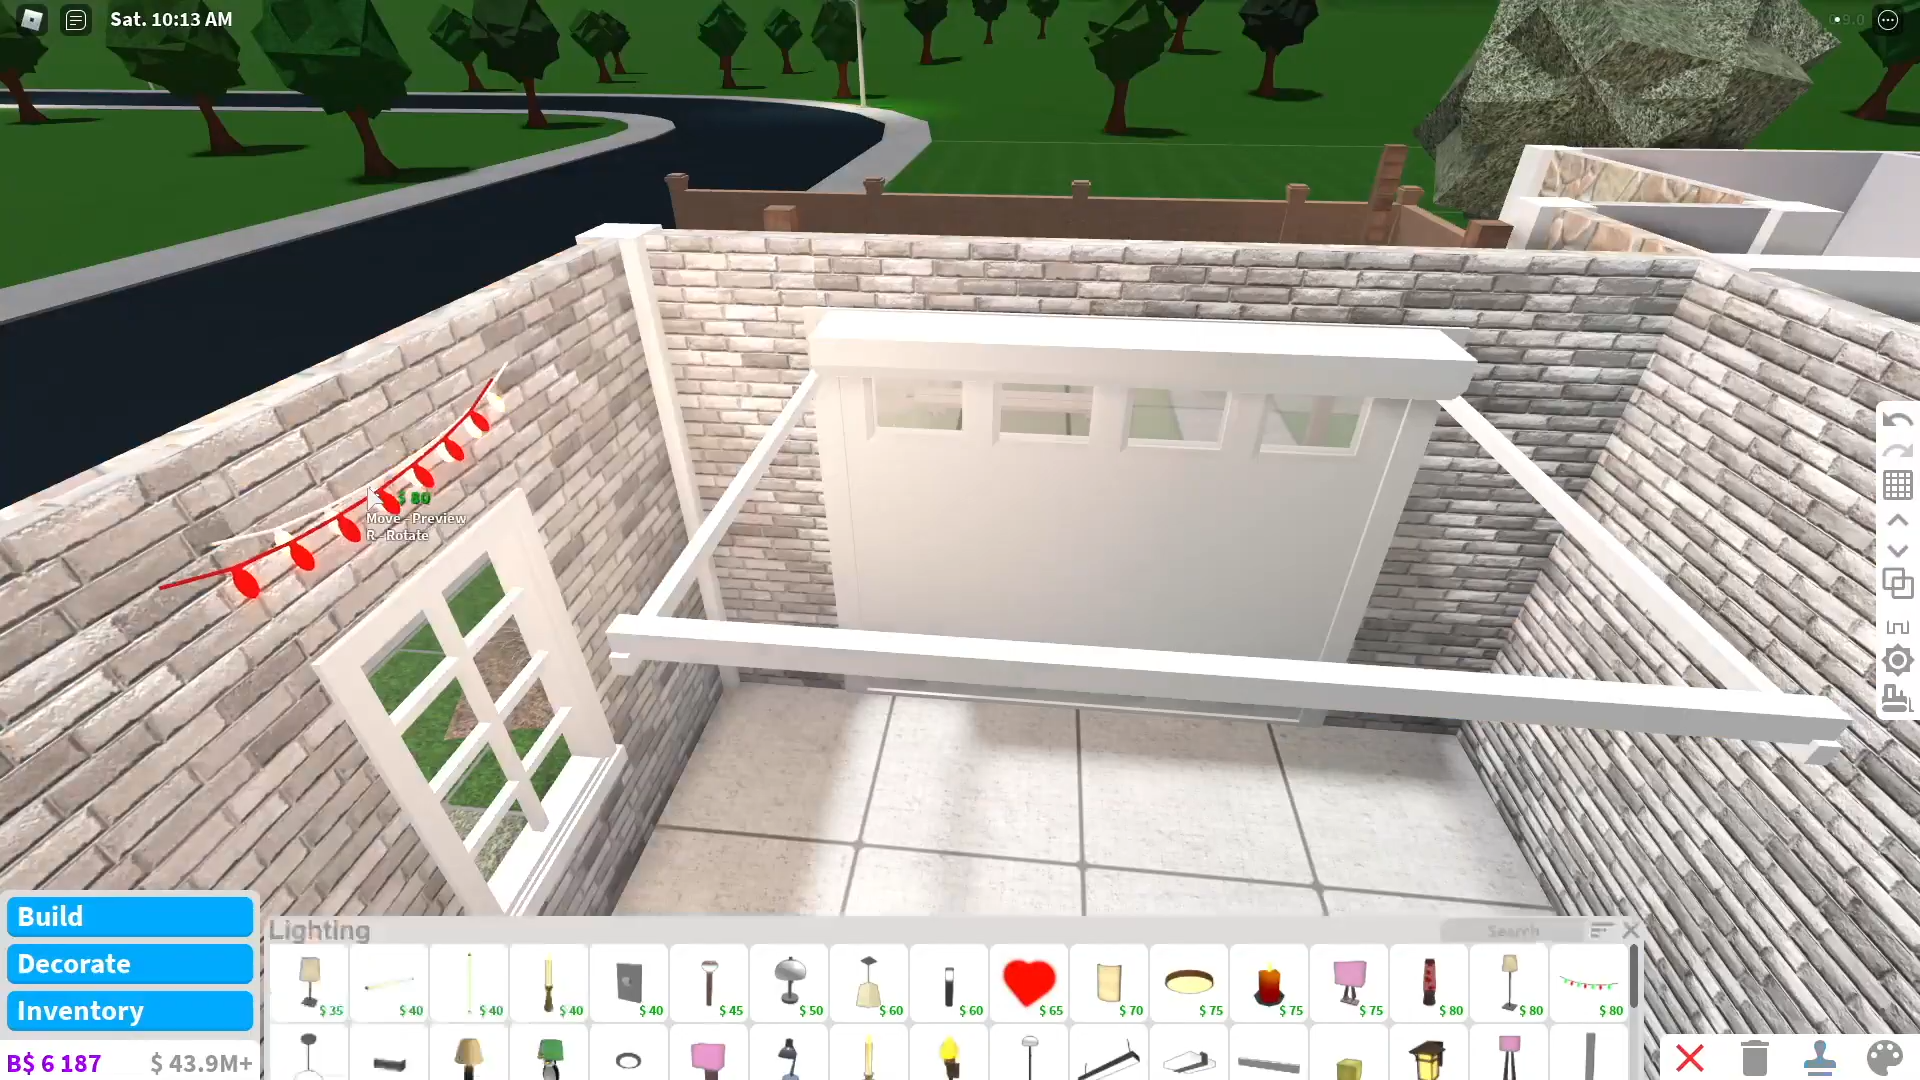 Sat. 10:13 AM
$ 80
Move - Preview
R - Rotate
Build
Decorate
Inventory
B$ 6 187
$ 43.9M+
Lighting
Search
$ 35
$ 40
$ 40
$ 40
$ 40
$ 45
$ 50
$ 60
$ 60
$ 65
$ 70
$ 75
$ 75
$ 75
$ 80
$ 80
$ 80